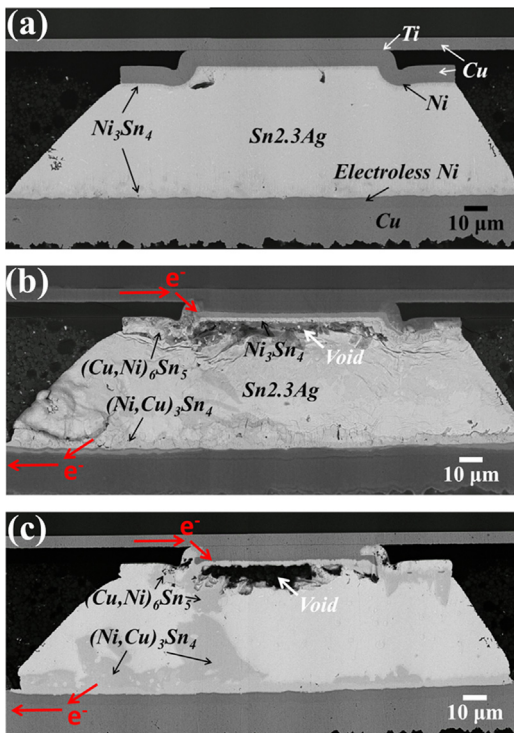 (a)
Ti
Cu
Ni
Ni3Sn4
Sn2.3Ag
Electroless Ni
Cu
10 μm
(b)
e-
Ni3Sn4
Void
(Cu,Ni)6Sn5
Sn2.3Ag
(Ni,Cu)3Sn4
e-
10 μm
(c)
e-
(Cu,Ni)6Sn5
Void
(Ni,Cu)3Sn4
e-
10 μm